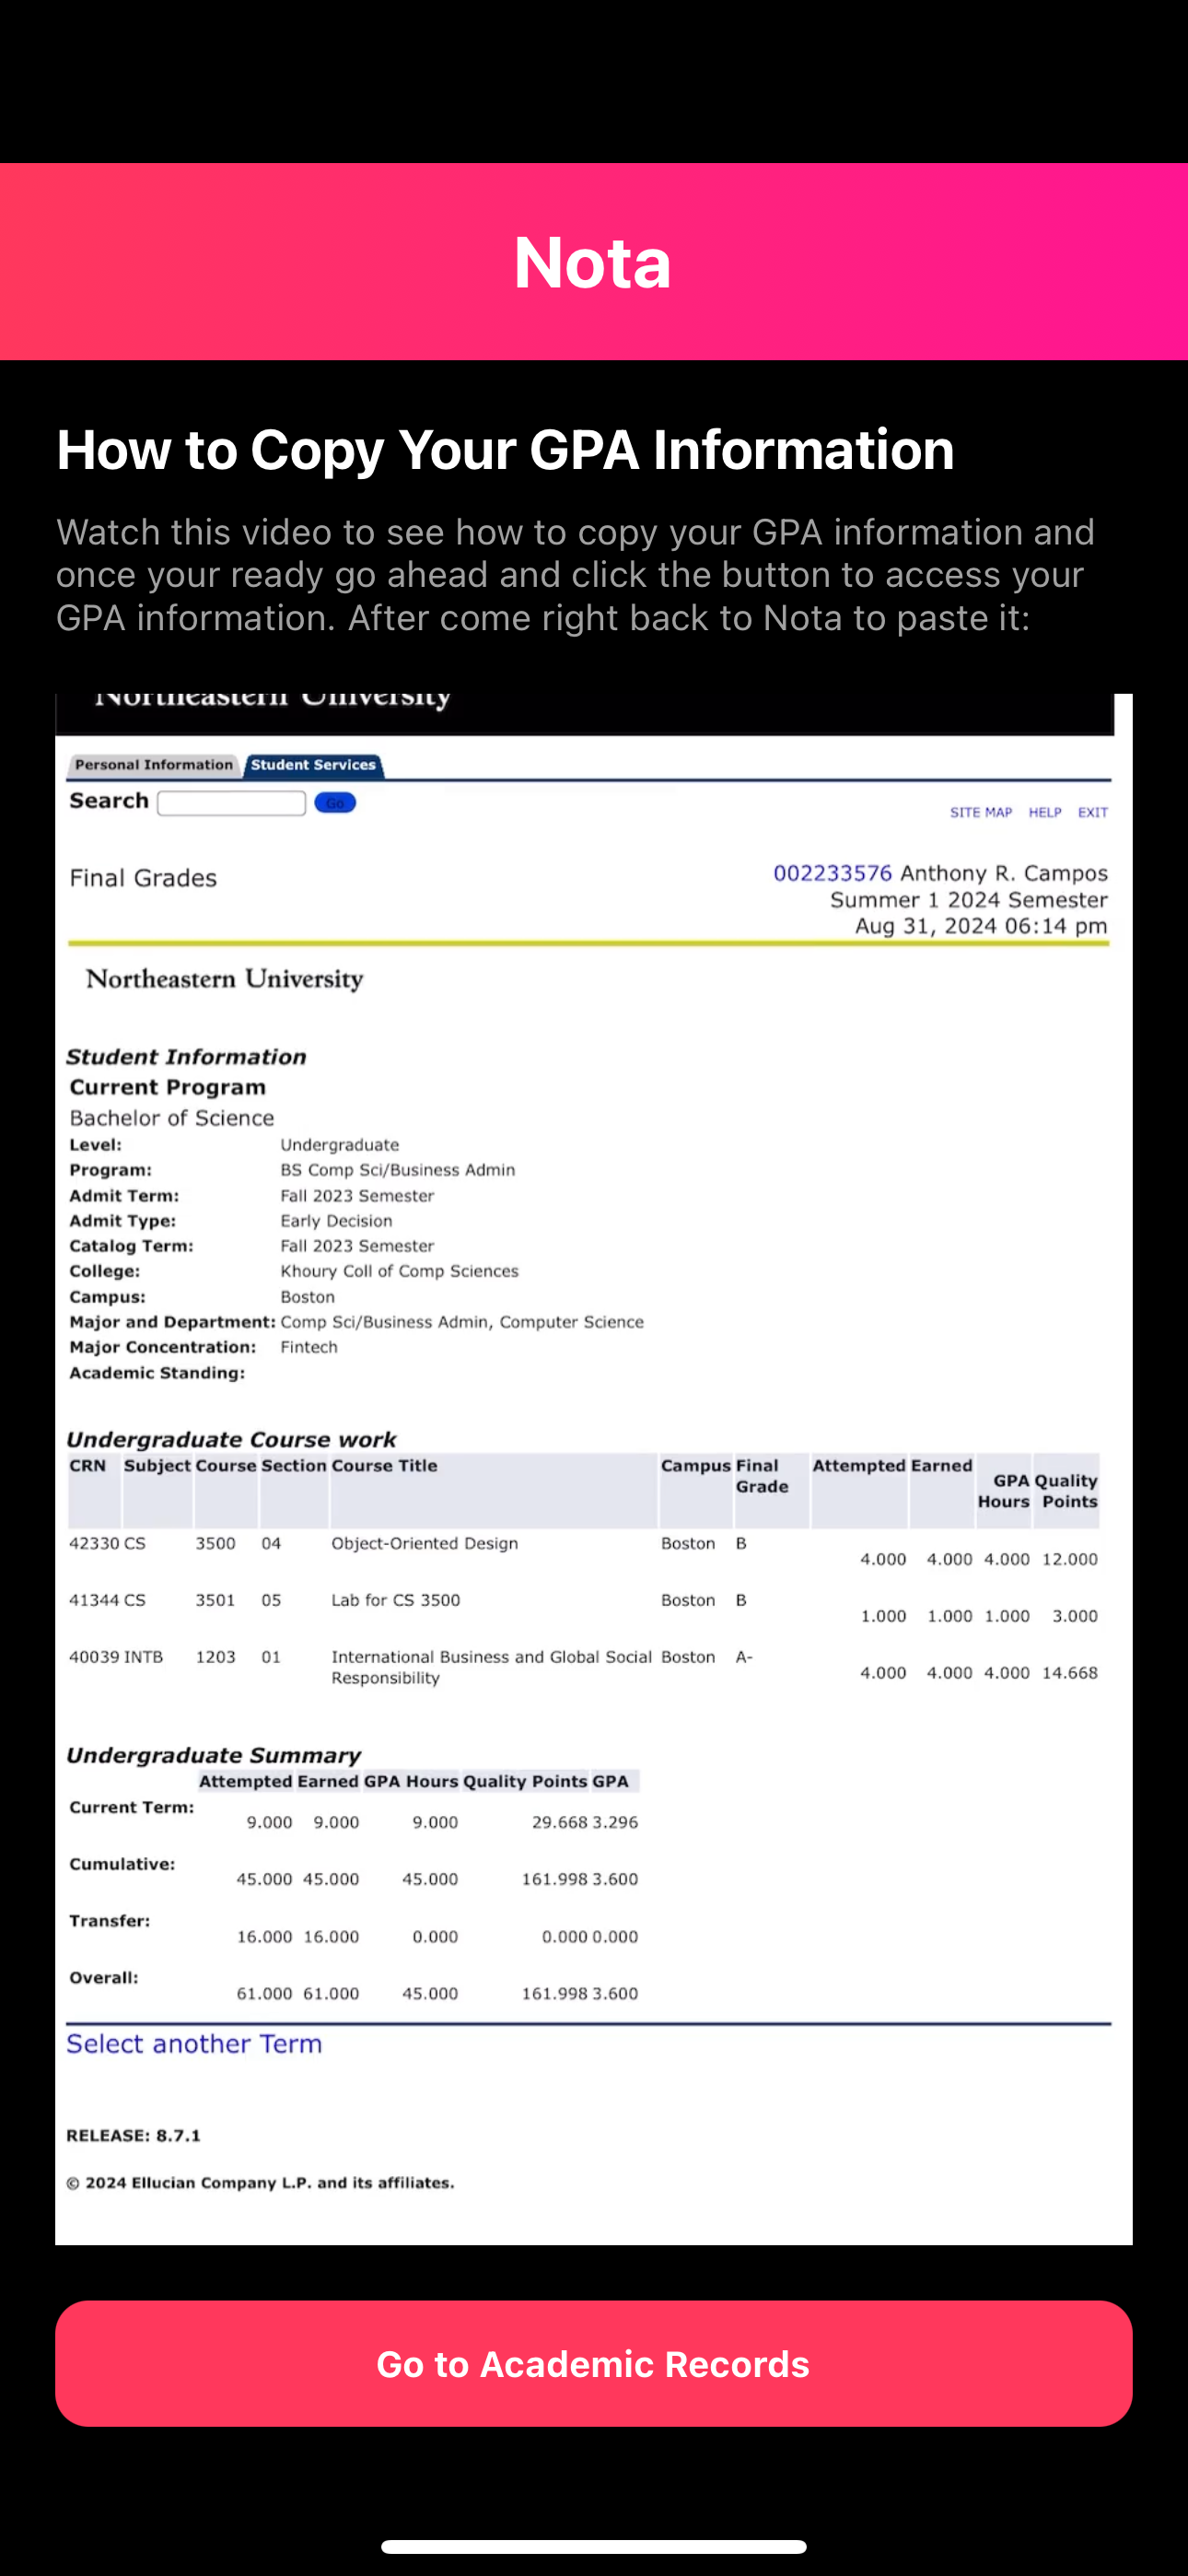 Nota
How to Copy Your GPA Information
Watch this video to see how to copy your GPA information and
once your ready go ahead and click the button to access your
GPA information. After come right back to Nota to paste it:
Northeastern University
Personal Information Student Services
Search Go
SITE MAP HELP EXIT
Final Grades
002233576 Anthony R. Campos
Summer 1 2024 Semester
Aug 31, 2024 06:14 pm
Northeastern University
Student Information
Current Program
Bachelor of Science
Level: Undergraduate
Program: BS Comp Sci/Business Admin
Admit Term: Fall 2023 Semester
Admit Type: Early Decision
Catalog Term: Fall 2023 Semester
College: Khoury Coll of Comp Sciences
Campus: Boston
Major and Department: Comp Sci/Business Admin, Computer Science
Major Concentration: Fintech
Academic Standing:
Undergraduate Course work
CRN Subject Course Section Course Title Campus Final Grade Attempted Earned GPA Hours Quality Points
42330 CS 3500 04 Object-Oriented Design Boston B 4.000 4.000 4.000 12.000
41344 CS 3501 05 Lab for CS 3500 Boston B 1.000 1.000 1.000 3.000
40039 INTB 1203 01 International Business and Global Social Boston A- 4.000 4.000 4.000 14.668
Responsibility
Undergraduate Summary
Attempted Earned GPA Hours Quality Points GPA
Current Term: 9.000 9.000 9.000 29.668 3.296
Cumulative: 45.000 45.000 45.000 161.998 3.600
Transfer: 16.000 16.000 0.000 0.000 0.000
Overall: 61.000 61.000 45.000 161.998 3.600
Select another Term
RELEASE: 8.7.1
© 2024 Ellucian Company L.P. and its affiliates.
Go to Academic Records